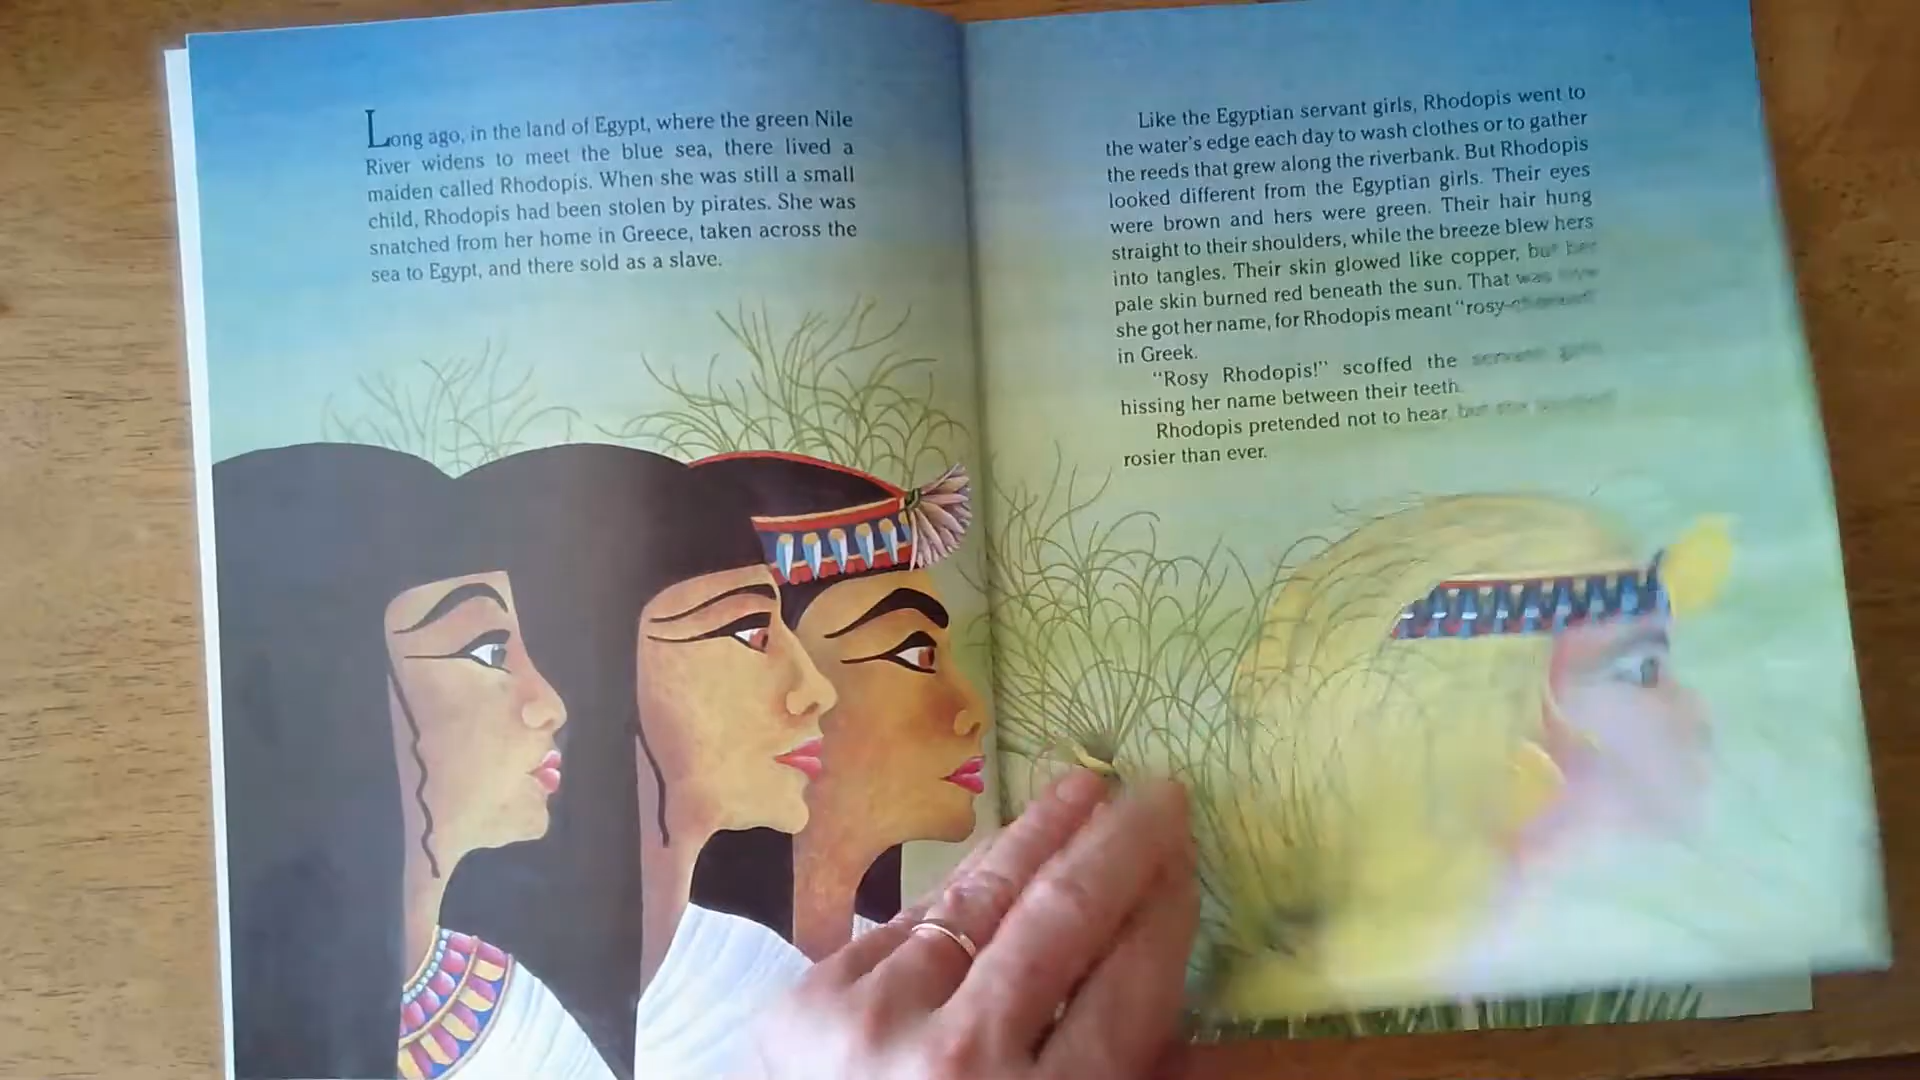 Long ago, in the land of Egypt, where the green Nile
River widens to meet the blue sea, there lived a
maiden called Rhodopis. When she was still a small
child, Rhodopis had been stolen by pirates. She was
snatched from her home in Greece, taken across the
sea to Egypt, and there sold as a slave.
Like the Egyptian servant girls, Rhodopis went to
the water's edge each day to wash clothes or to gather
the reeds that grew along the riverbank. But Rhodopis
looked different from the Egyptian girls. Their eyes
were brown and hers were green. Their hair hung
straight to their shoulders, while the breeze blew hers
into tangles. Their skin glowed like copper, but her
pale skin burned red beneath the sun. That was how
she got her name, for Rhodopis meant "rosy-cheeked"
in Greek.
"Rosy Rhodopis!" scoffed the servant girls,
hissing her name between their teeth.
Rhodopis pretended not to hear, but she
rosier than ever.